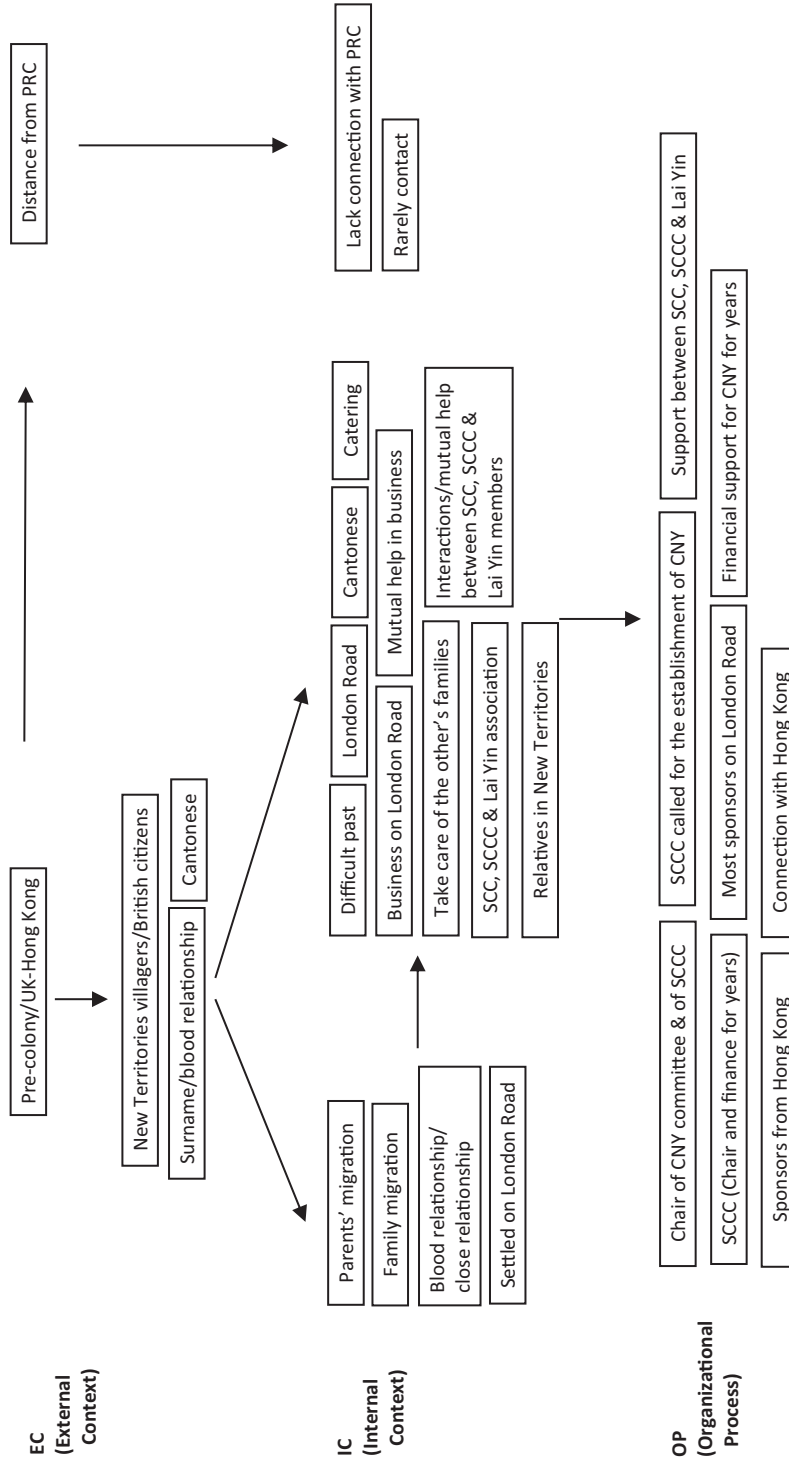 EC
(External
Context)
Pre-colony/UK-Hong Kong
Distance from PRC
New Territories villagers/British citizens
Surname/blood relationship
Cantonese
IC
(Internal
Context)
Parents’ migration
Family migration
Blood relationship/
close relationship
Settled on London Road
Difficult past
London Road
Cantonese
Catering
Business on London Road
Mutual help in business
Take care of the other’s families
Interactions/mutual help
between SCC, SCCC &
Lai Yin members
SCC, SCCC & Lai Yin association
Relatives in New Territories
Lack connection with PRC
Rarely contact
OP
(Organizational
Process)
Chair of CNY committee & of SCCC
SCCC called for the establishment of CNY
Support between SCC, SCCC & Lai Yin
SCCC (Chair and finance for years)
Most sponsors on London Road
Financial support for CNY for years
Sponsors from Hong Kong
Connection with Hong Kong